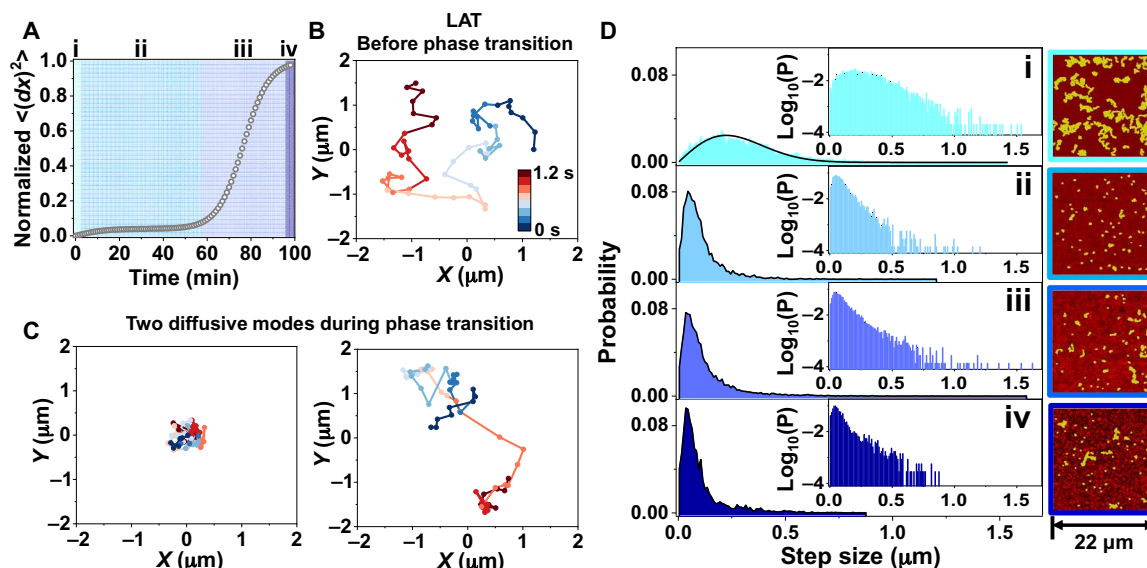 A
i
ii
iii
iv
Normalized <(dx)²>
1.0
0.8
0.6
0.4
0.2
0.0
0
20
40
60
80
100
Time (min)
B
LAT
Before phase transition
Y (µm)
2
1
0
−1
−2
−2
−1
0
1
2
X (µm)
1.2 s
0 s
C
Two diffusive modes during phase transition
Y (µm)
2
1
0
−1
−2
−2
−1
0
1
2
X (µm)
Y (µm)
2
1
0
−1
−2
−2
−1
0
1
2
X (µm)
D
Probability
0.08
0.00
Log₁₀(P)
−2
−4
0.0
0.5
1.0
1.5
i
0.08
0.00
Log₁₀(P)
−2
−4
0.0
0.5
1.0
1.5
ii
0.08
0.00
Log₁₀(P)
−2
−4
0.0
0.5
1.0
1.5
iii
0.08
0.00
Log₁₀(P)
−2
−4
0.0
0.5
1.0
1.5
iv
0.0
0.5
1.0
1.5
Step size (µm)
22 µm